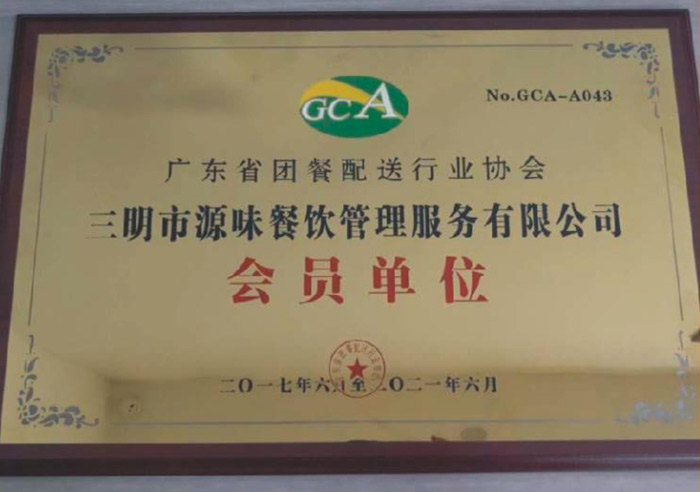 GCA
No.GCA-A043
广东省团餐配送行业协会
三明市源味餐饮管理服务有限公司
会员单位
二〇一七年六月至二〇二一年六月